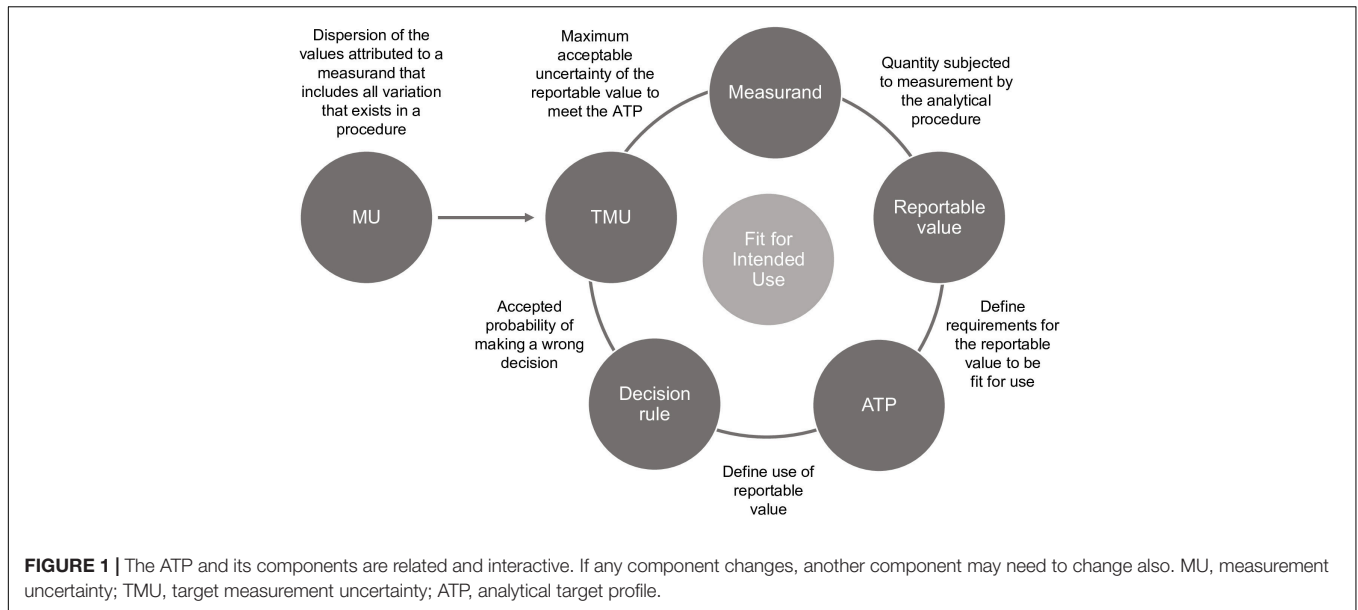 Dispersion of the
values attributed to a
measurand that
includes all variation
that exists in a
procedure
Maximum
acceptable
uncertainty of the
reportable value to
meet the ATP
Measurand
Quantity subjected
to measurement by
the analytical
procedure
MU
TMU
Fit for
Intended
Use
Reportable
value
Accepted
probability of
making a wrong
decision
Define
requirements for
the reportable
value to be
fit for use
Decision
rule
ATP
Define use of
reportable
value
FIGURE 1 | The ATP and its components are related and interactive. If any component changes, another component may need to change also. MU, measurement
uncertainty; TMU, target measurement uncertainty; ATP, analytical target profile.